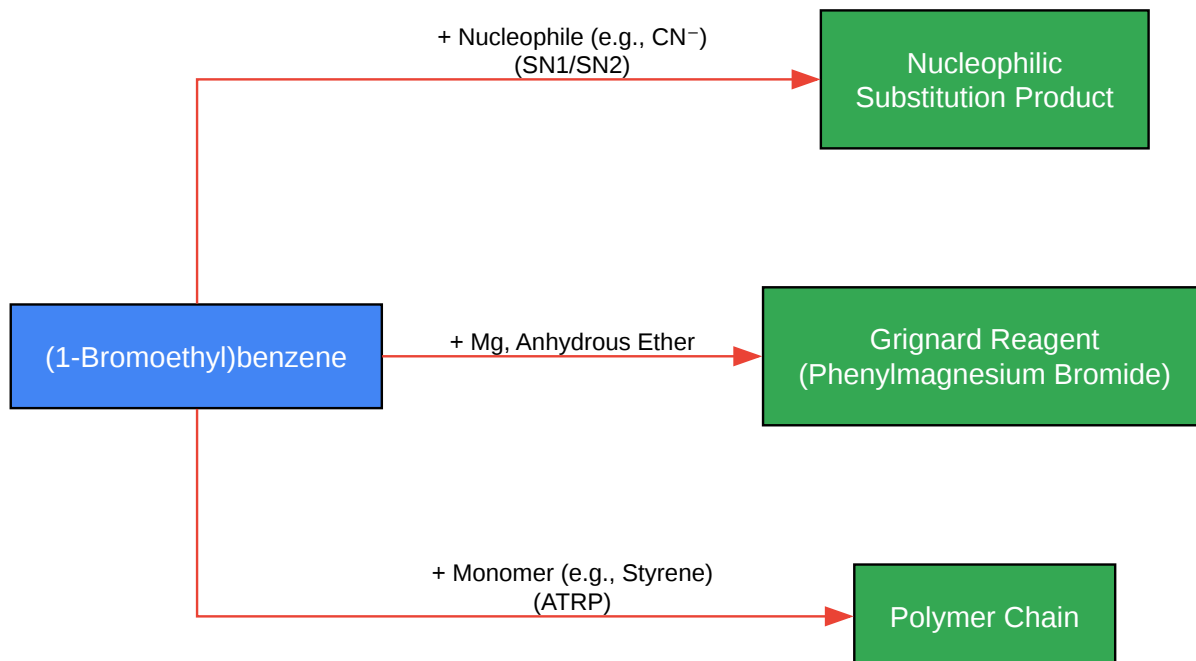 + Nucleophile (e.g., CN⁻)
(SN1/SN2)
Nucleophilic
Substitution Product
(1-Bromoethyl)benzene
+ Mg, Anhydrous Ether
Grignard Reagent
(Phenylmagnesium Bromide)
+ Monomer (e.g., Styrene)
(ATRP)
Polymer Chain